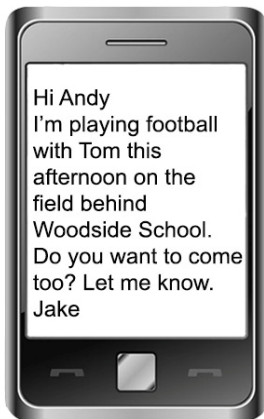 Hi Andy
I'm playing football
with Tom this
afternoon on the
field behind
Woodside School.
Do you want to come
too? Let me know.
Jake